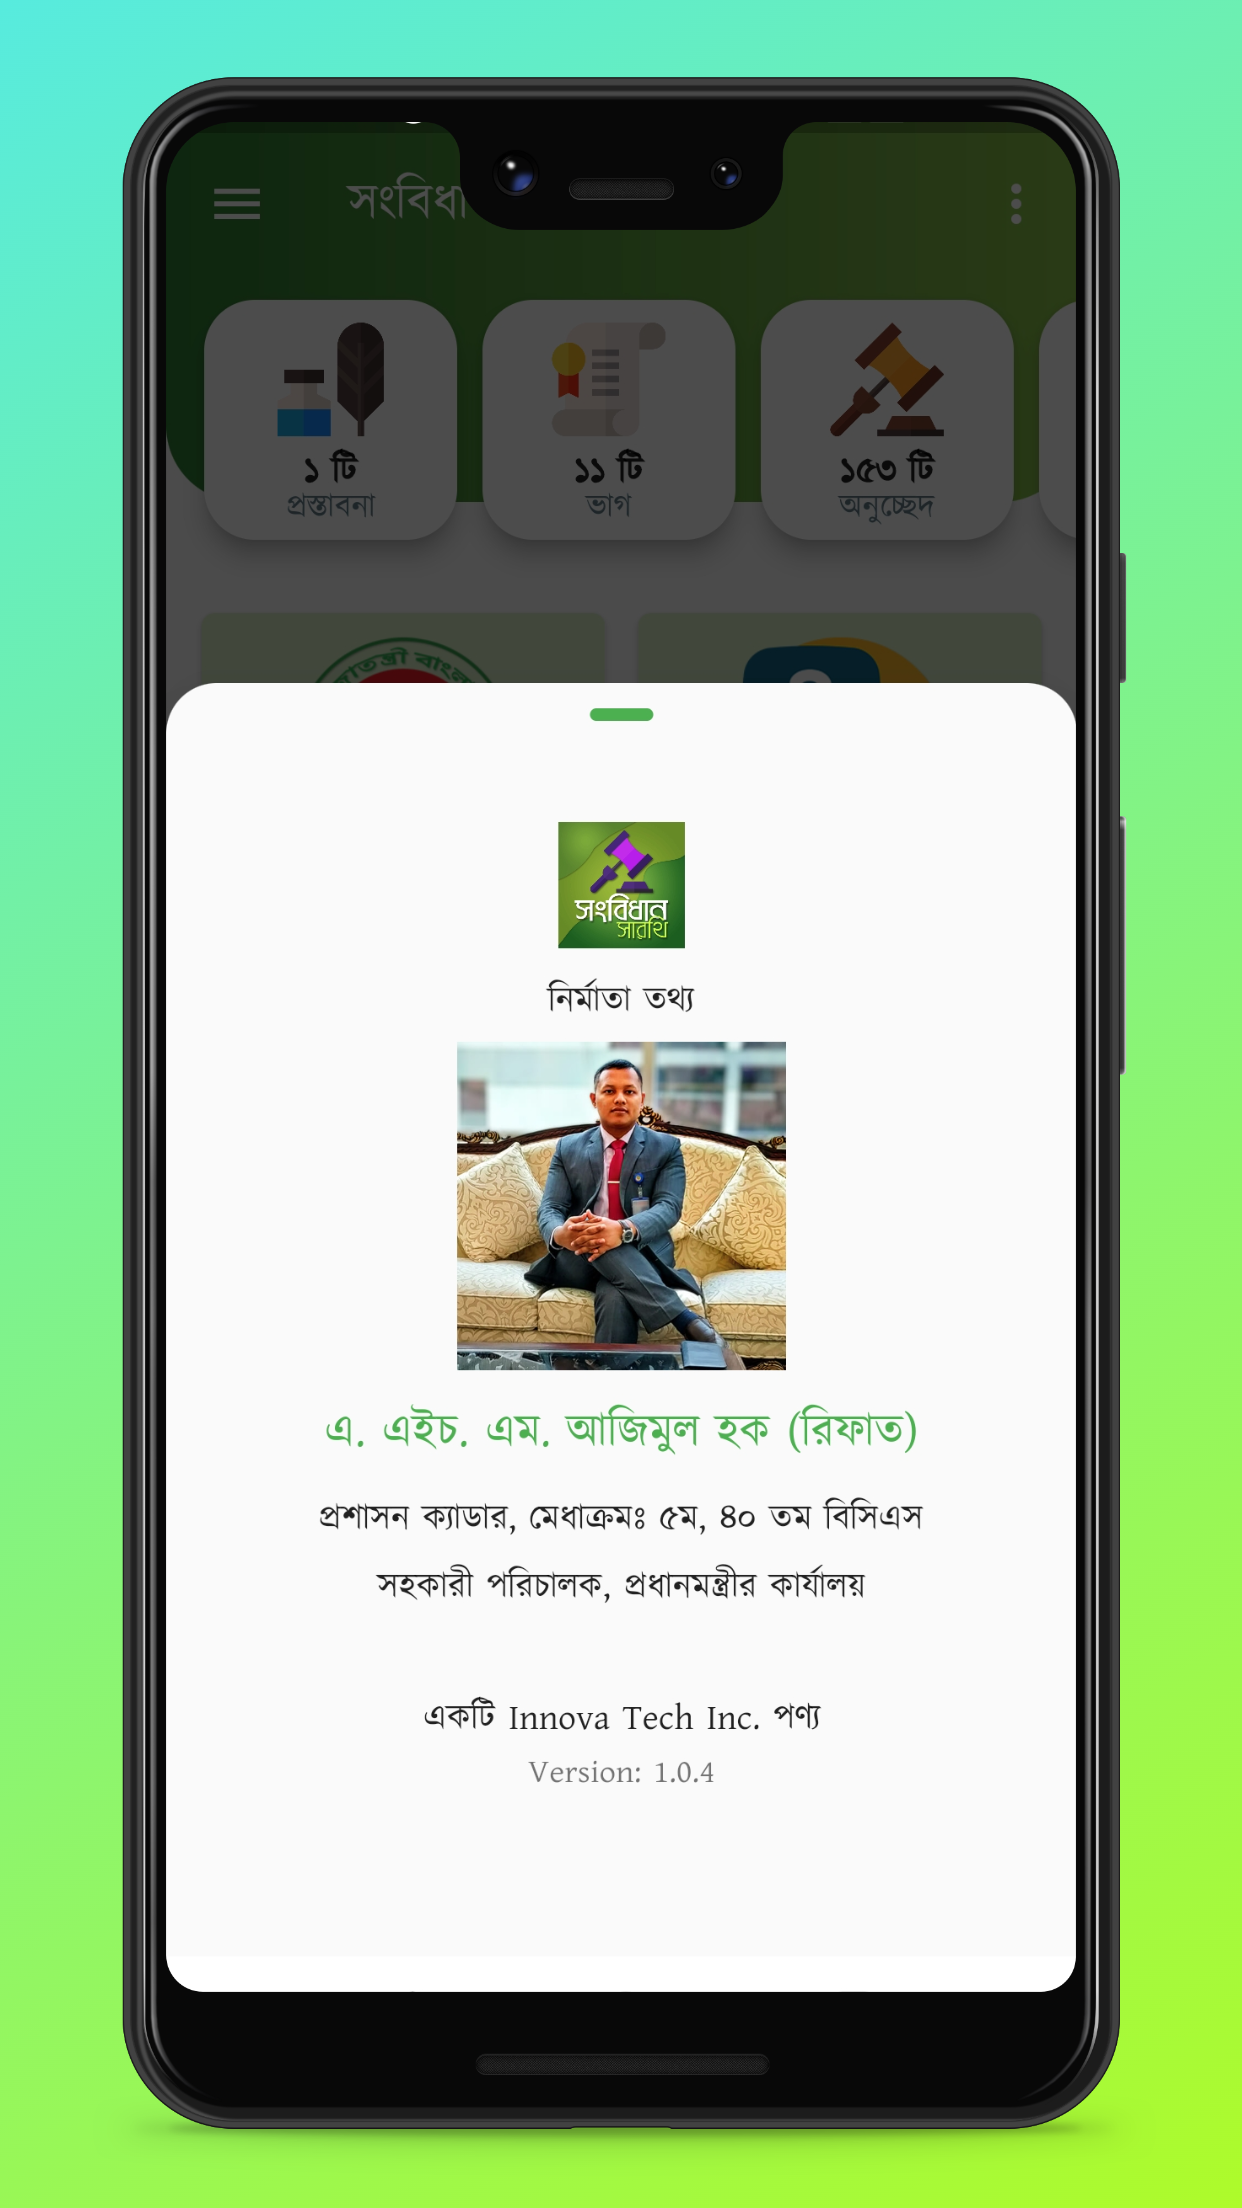 সংবিধা
১ টি
প্রস্তাবনা
১১ টি
ভাগ
১৫৩ টি
অনুচ্ছেদ
জাতন্ত্রী বাংল
সংবিধান
সারথি
নির্মাতা তথ্য
এ. এইচ. এম. আজিমুল হক (রিফাত)
প্রশাসন ক্যাডার, মেধাক্রমঃ ৫ম, ৪০ তম বিসিএস
সহকারী পরিচালক, প্রধানমন্ত্রীর কার্যালয়
একটি Innova Tech Inc. পণ্য
Version: 1.0.4